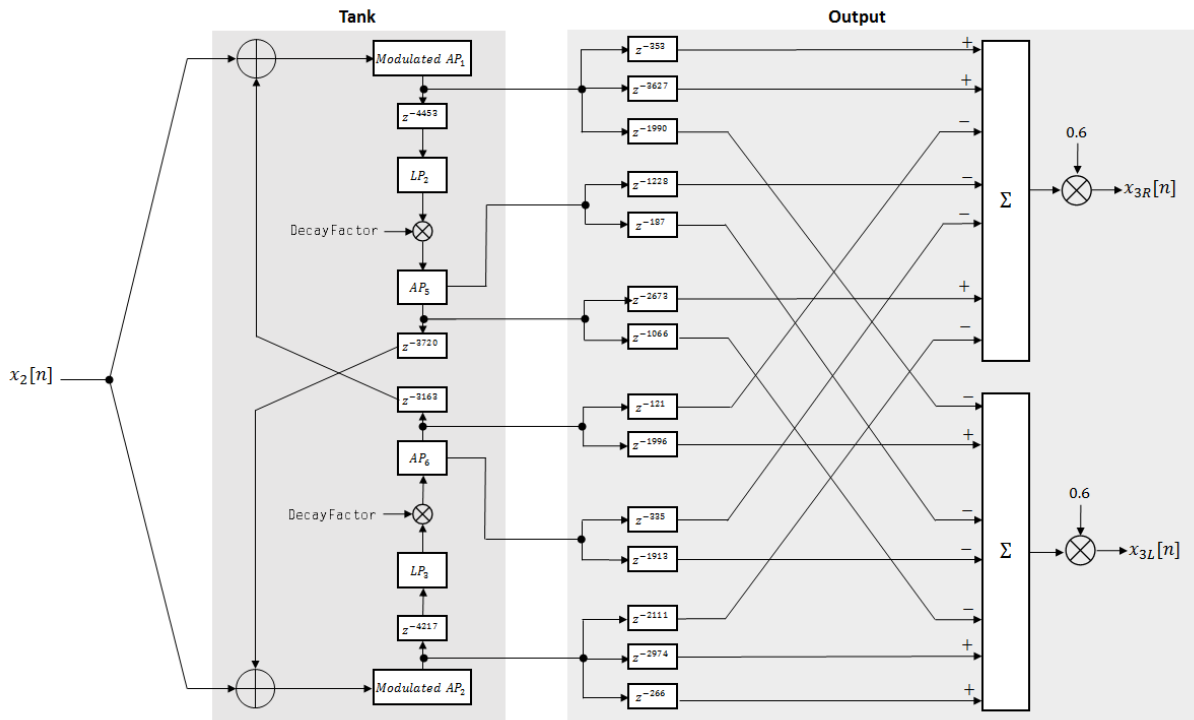 Tank
Output
Modulated AP₁
z⁻³⁵³
+
z⁻³⁶²⁷
+
z⁻⁴⁴⁵³
z⁻¹⁹⁹⁰
−
0.6
LP₂
z⁻¹²²⁸
−
x₃R[n]
Σ
DecayFactor
z⁻¹⁸⁷
−
AP₅
z⁻²⁶⁷³
+
z⁻³⁷²⁰
z⁻¹⁰⁶⁶
−
x₂[n]
z⁻³¹⁶³
z⁻¹²¹
−
AP₆
z⁻¹⁹⁹⁶
+
DecayFactor
z⁻³³⁵
−
0.6
LP₃
z⁻¹⁹¹³
−
Σ
x₃L[n]
z⁻⁴²¹⁷
z⁻²¹¹¹
−
z⁻²⁹⁷⁴
+
Modulated AP₂
z⁻²⁶⁶
+